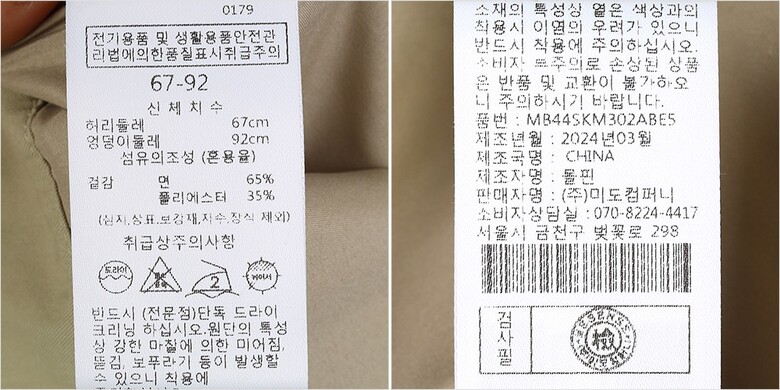 0179
전기용품 및 생활용품안전관
리법에의한품질표시취급주의
67-92
신체치수
허리둘레 67cm
엉덩이둘레 92cm
섬유의조성 (혼용율)
겉감 면 65%
폴리에스터 35%
(심지,상표,보강재,자수,장식 제외)
취급상주의사항
드라이
2
반드시 (전문점)단독 드라이
크리닝 하십시오.원단의 특성
상 강한 마찰에 의한 미어짐,
뜯김, 보푸라기 등이 발생할
수 있으니 착용에
소재의 특성상 옅은 색상과의
착용시 이염의 우려가 있으니
반드시 착용에 주의하십시오.
소비자 부주의로 손상된 상품
은 반품 및 교환이 불가하오
니 주의하시기 바랍니다.
품번 : MB44SKM302ABE5
제조년월 : 2024년03월
제조국명 : CHINA
제조자명 : 몰핀
판매자명 : (주)미도컴퍼니
소비자상담실 : 070-8224-4417
서울시 금천구 벚꽃로 298
검사필
檢